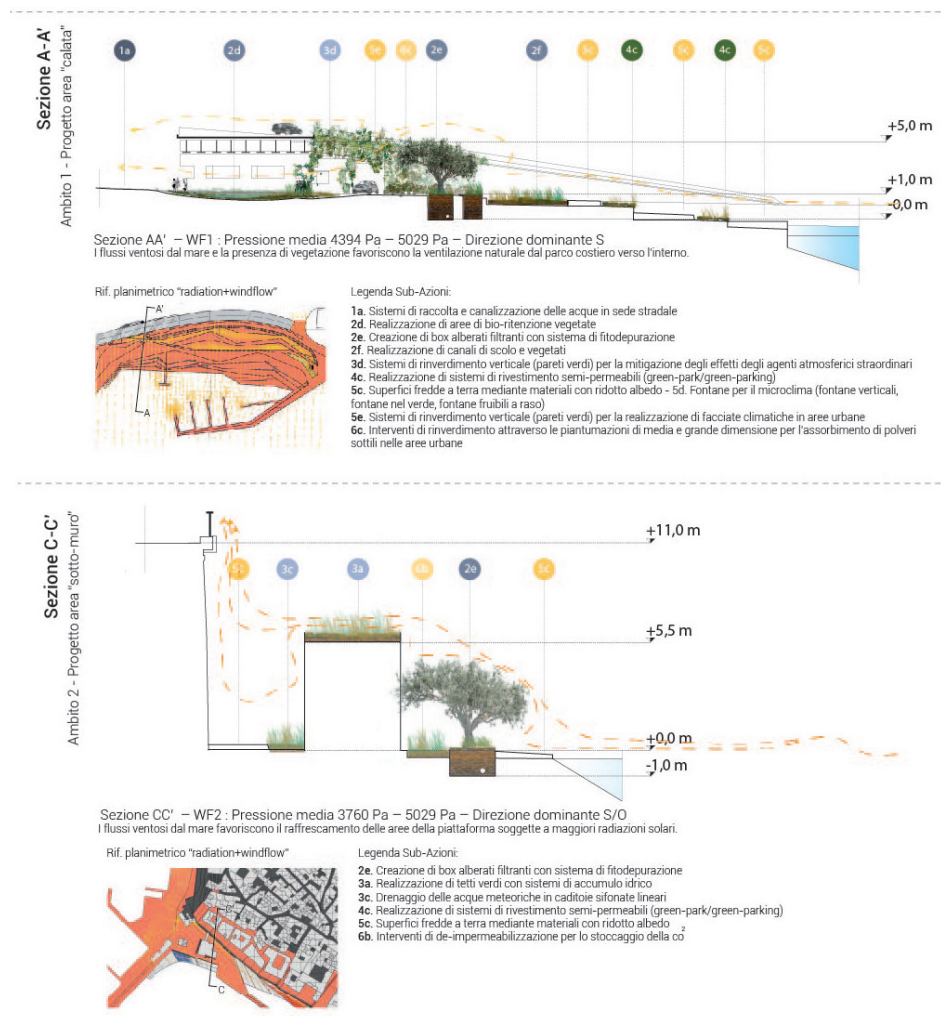 Sezione A-A'
Ambito 1 - Progetto area "calata"
1a 2d 3d 5e 6c 2e 2f 5c 4c 5c 4c 5c
+5,0 m
+1,0 m
-0,0 m
Sezione AA' – WF1 : Pressione media 4394 Pa – 5029 Pa – Direzione dominante S
I flussi ventosi dal mare e la presenza di vegetazione favoriscono la ventilazione naturale dal parco costiero verso l'interno.
Rif. planimetrico "radiation+windflow"
A'
A
Legenda Sub-Azioni:
1a. Sistemi di raccolta e canalizzazione delle acque in sede stradale
2d. Realizzazione di aree di bio-ritenzione vegetate
2e. Creazione di box alberati filtranti con sistema di fitodepurazione
2f. Realizzazione di canali di scolo e vegetati
3d. Sistemi di rinverdimento verticale (pareti verdi) per la mitigazione degli effetti degli agenti atmosferici straordinari
4c. Realizzazione di sistemi di rivestimento semi-permeabili (green-park/green-parking)
5c. Superfici fredde a terra mediante materiali con ridotto albedo - 5d. Fontane per il microclima (fontane verticali,
fontane nel verde, fontane fruibili a raso)
5e. Sistemi di rinverdimento verticale (pareti verdi) per la realizzazione di facciate climatiche in aree urbane
6c. Interventi di rinverdimento attraverso le piantumazioni di media e grande dimensione per l'assorbimento di polveri
sottili nelle aree urbane
Sezione C-C'
Ambito 2 - Progetto area "sotto-muro"
+11,0 m
3c 3a 6b 2e 5c
+5,5 m
+0,0 m
-1,0 m
Sezione CC' – WF2 : Pressione media 3760 Pa – 5029 Pa – Direzione dominante S/O
I flussi ventosi dal mare favoriscono il raffrescamento delle aree della piattaforma soggette a maggiori radiazioni solari.
Rif. planimetrico "radiation+windflow"
C'
C
Legenda Sub-Azioni:
2e. Creazione di box alberati filtranti con sistema di fitodepurazione
3a. Realizzazione di tetti verdi con sistemi di accumulo idrico
3c. Drenaggio delle acque meteoriche in caditoie sifonate lineari
4c. Realizzazione di sistemi di rivestimento semi-permeabili (green-park/green-parking)
5c. Superfici fredde a terra mediante materiali con ridotto albedo
6b. Interventi di de-impermeabilizzazione per lo stoccaggio della co²